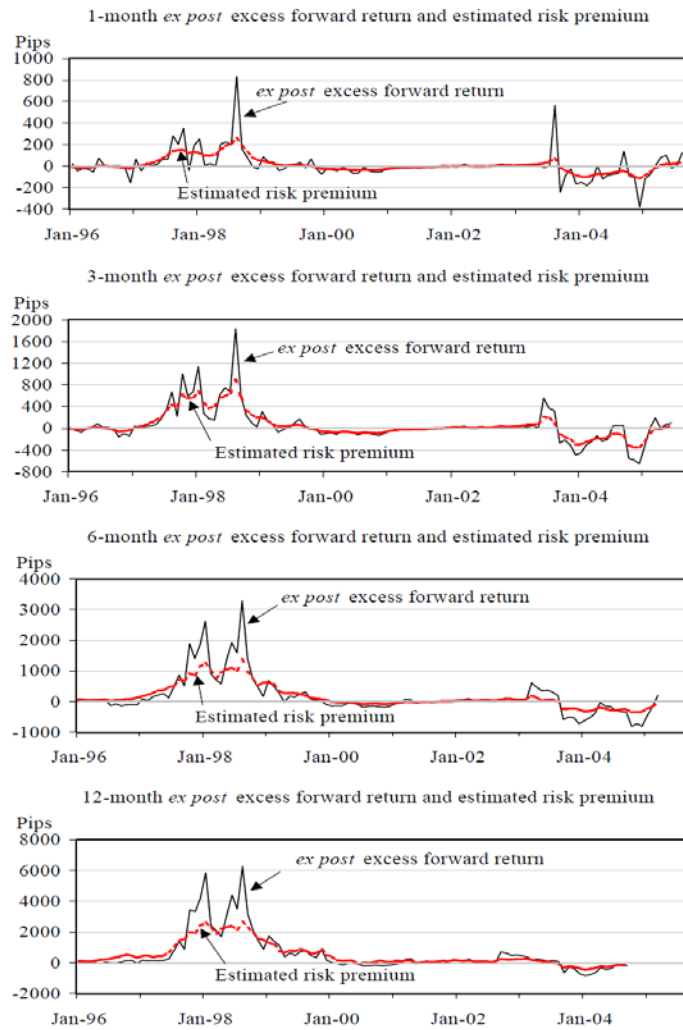 1-month ex post excess forward return and estimated risk premium
Pips
1000
800
600
400
200
0
-200
-400
ex post excess forward return
Estimated risk premium
Jan-96 Jan-98 Jan-00 Jan-02 Jan-04
3-month ex post excess forward return and estimated risk premium
Pips
2000
1600
1200
800
400
0
-400
-800
ex post excess forward return
Estimated risk premium
Jan-96 Jan-98 Jan-00 Jan-02 Jan-04
6-month ex post excess forward return and estimated risk premium
Pips
4000
3000
2000
1000
0
-1000
ex post excess forward return
Estimated risk premium
Jan-96 Jan-98 Jan-00 Jan-02 Jan-04
12-month ex post excess forward return and estimated risk premium
Pips
8000
6000
4000
2000
0
-2000
ex post excess forward return
Estimated risk premium
Jan-96 Jan-98 Jan-00 Jan-02 Jan-04